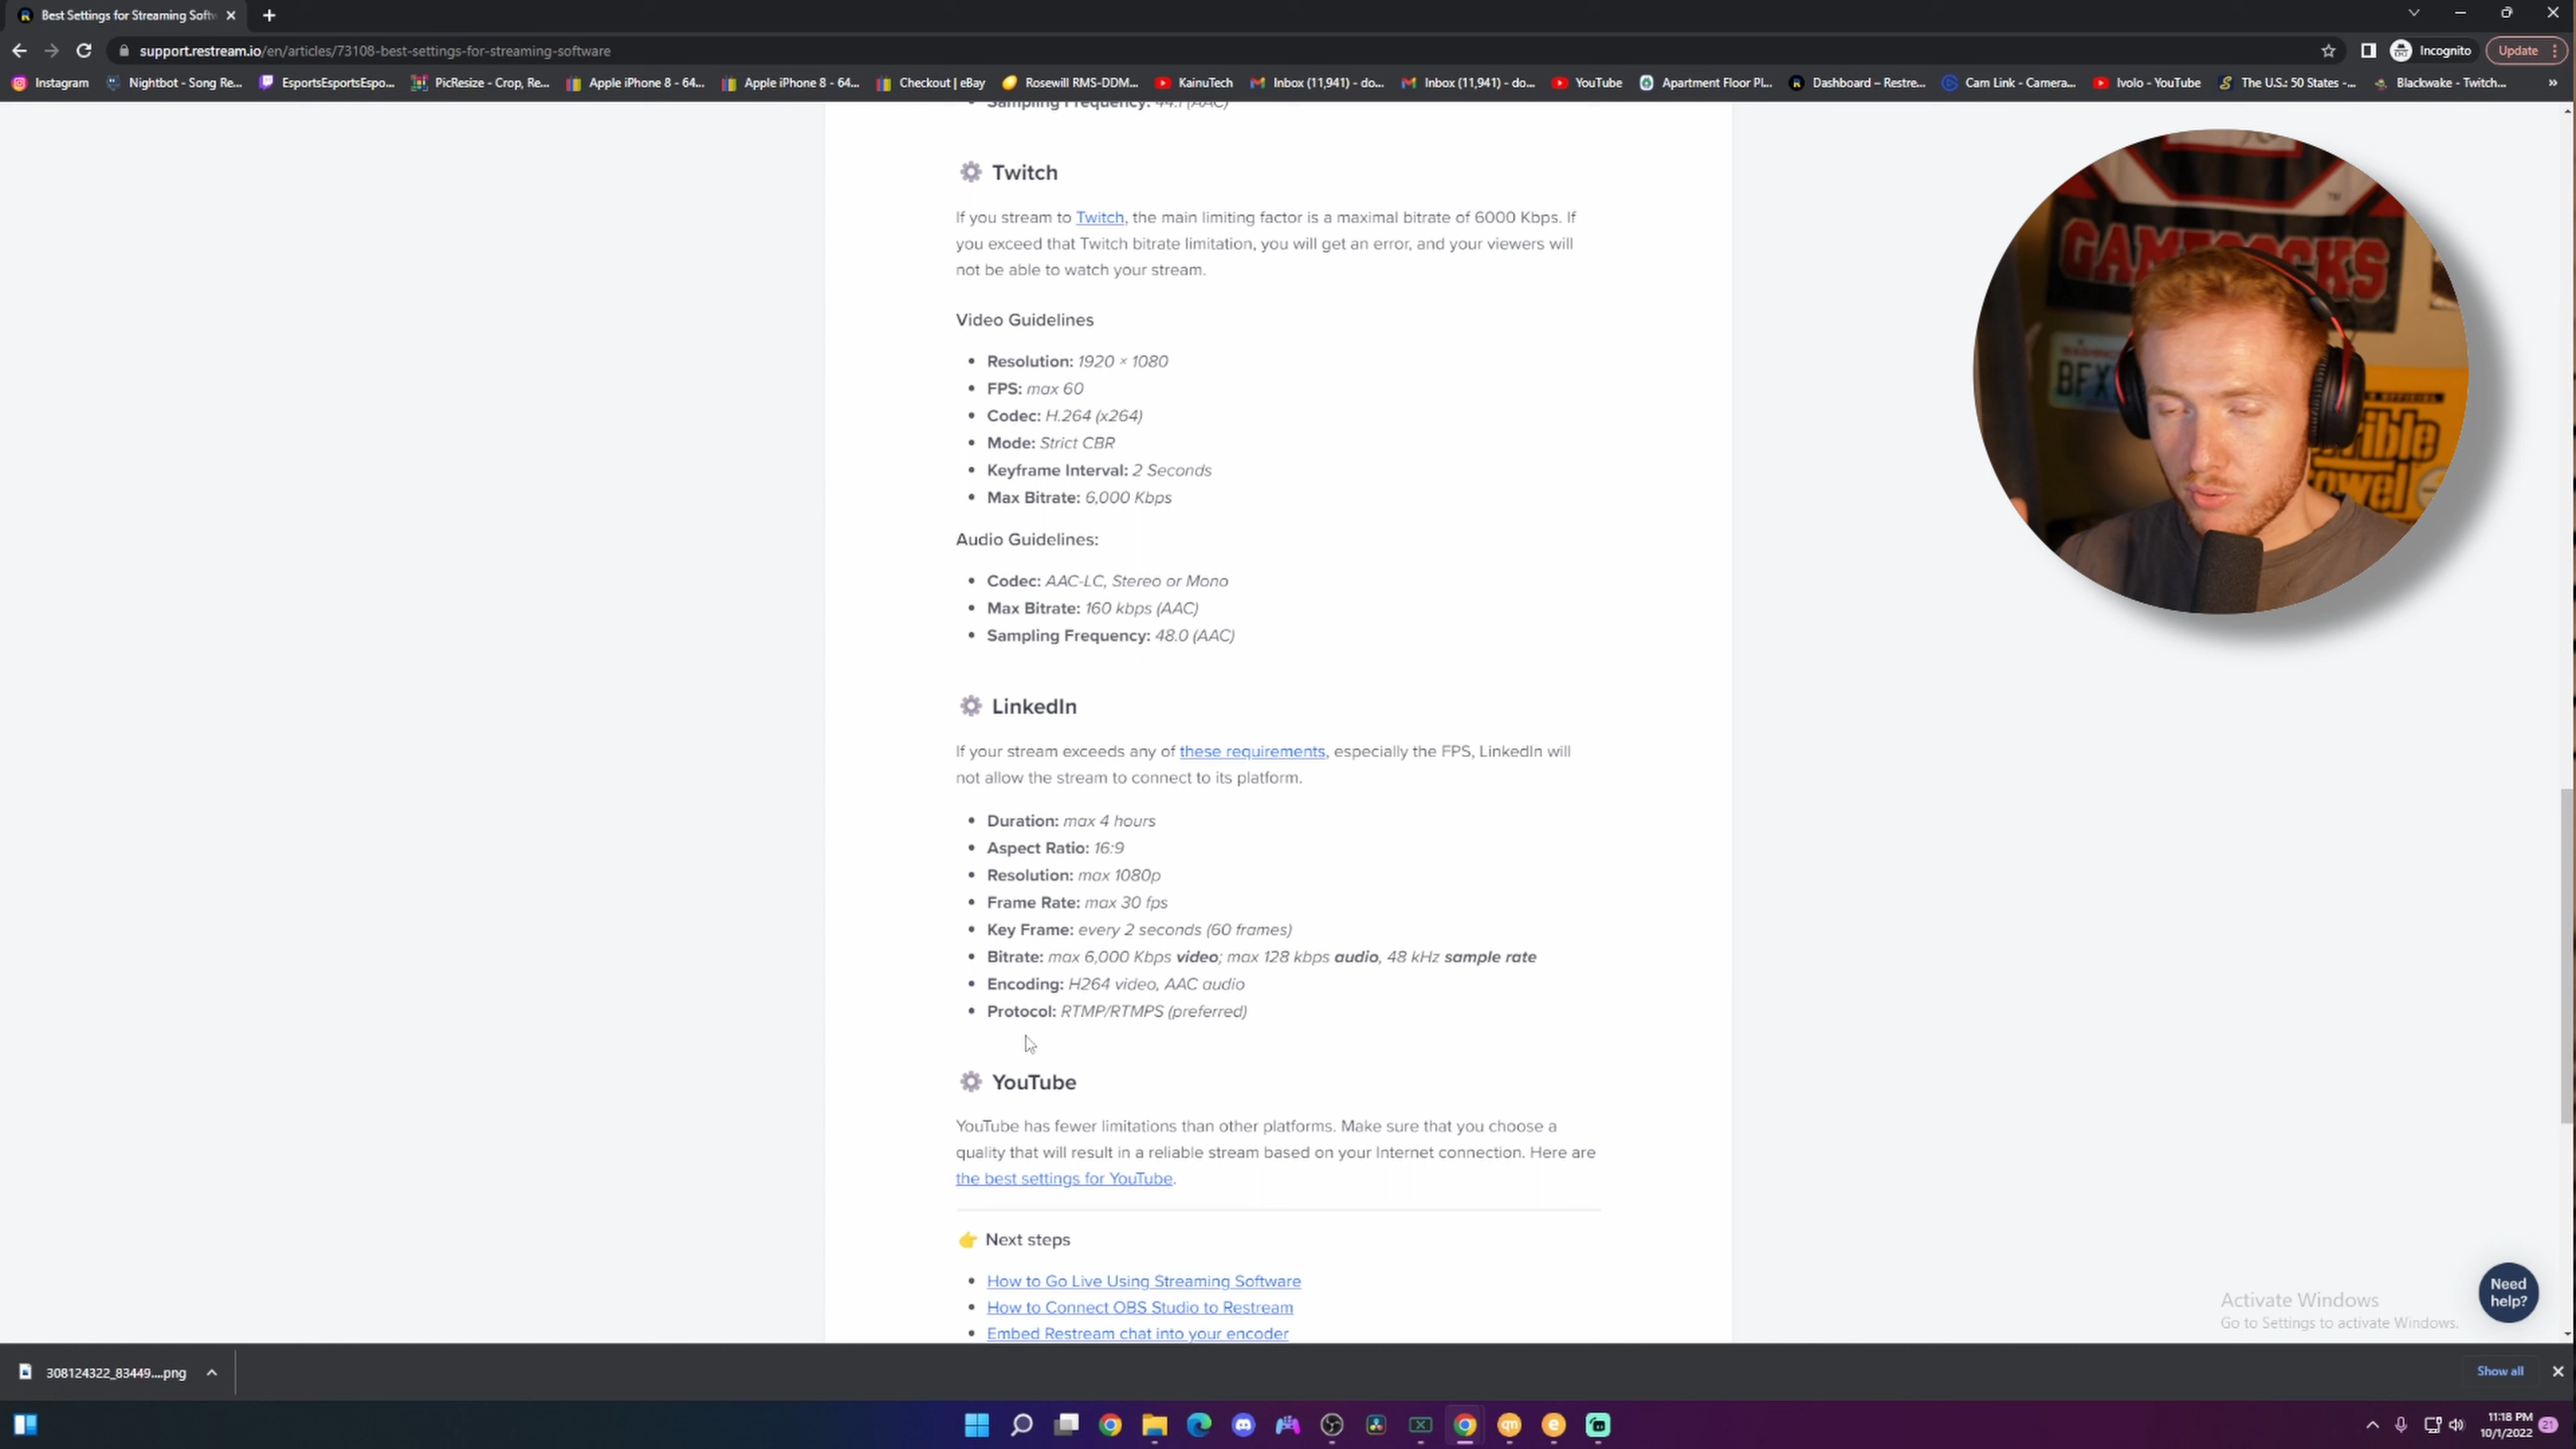 Best Settings for Streaming Softw
support.restream.io/en/articles/73108-best-settings-for-streaming-software
Incognito
Update
Instagram
Nightbot - Song Re...
EsportsEsportsEspo...
PicResize - Crop, Re...
Apple iPhone 8 - 64...
Apple iPhone 8 - 64...
Checkout | eBay
Rosewill RMS-DDM...
KainuTech
Inbox (11,941) - do...
Inbox (11,941) - do...
YouTube
Apartment Floor Pl...
Dashboard – Restre...
Cam Link - Camera...
Ivolo - YouTube
The U.S.: 50 States -...
Blackwake - Twitch...
»
Sampling Frequency: 44.1 (AAC)
Twitch
If you stream to Twitch, the main limiting factor is a maximal bitrate of 6000 Kbps. If
you exceed that Twitch bitrate limitation, you will get an error, and your viewers will
not be able to watch your stream.
Video Guidelines
• Resolution: 1920 × 1080
• FPS: max 60
• Codec: H.264 (x264)
• Mode: Strict CBR
• Keyframe Interval: 2 Seconds
• Max Bitrate: 6,000 Kbps
Audio Guidelines:
• Codec: AAC-LC, Stereo or Mono
• Max Bitrate: 160 kbps (AAC)
• Sampling Frequency: 48.0 (AAC)
LinkedIn
If your stream exceeds any of these requirements, especially the FPS, LinkedIn will
not allow the stream to connect to its platform.
• Duration: max 4 hours
• Aspect Ratio: 16:9
• Resolution: max 1080p
• Frame Rate: max 30 fps
• Key Frame: every 2 seconds (60 frames)
• Bitrate: max 6,000 Kbps video; max 128 kbps audio, 48 kHz sample rate
• Encoding: H264 video, AAC audio
• Protocol: RTMP/RTMPS (preferred)
YouTube
YouTube has fewer limitations than other platforms. Make sure that you choose a
quality that will result in a reliable stream based on your Internet connection. Here are
the best settings for YouTube.
Next steps
• How to Go Live Using Streaming Software
• How to Connect OBS Studio to Restream
• Embed Restream chat into your encoder
BFX
Need
help?
Activate Windows
Go to Settings to activate Windows.
308124322_83449....png
Show all
11:18 PM
10/1/2022
21